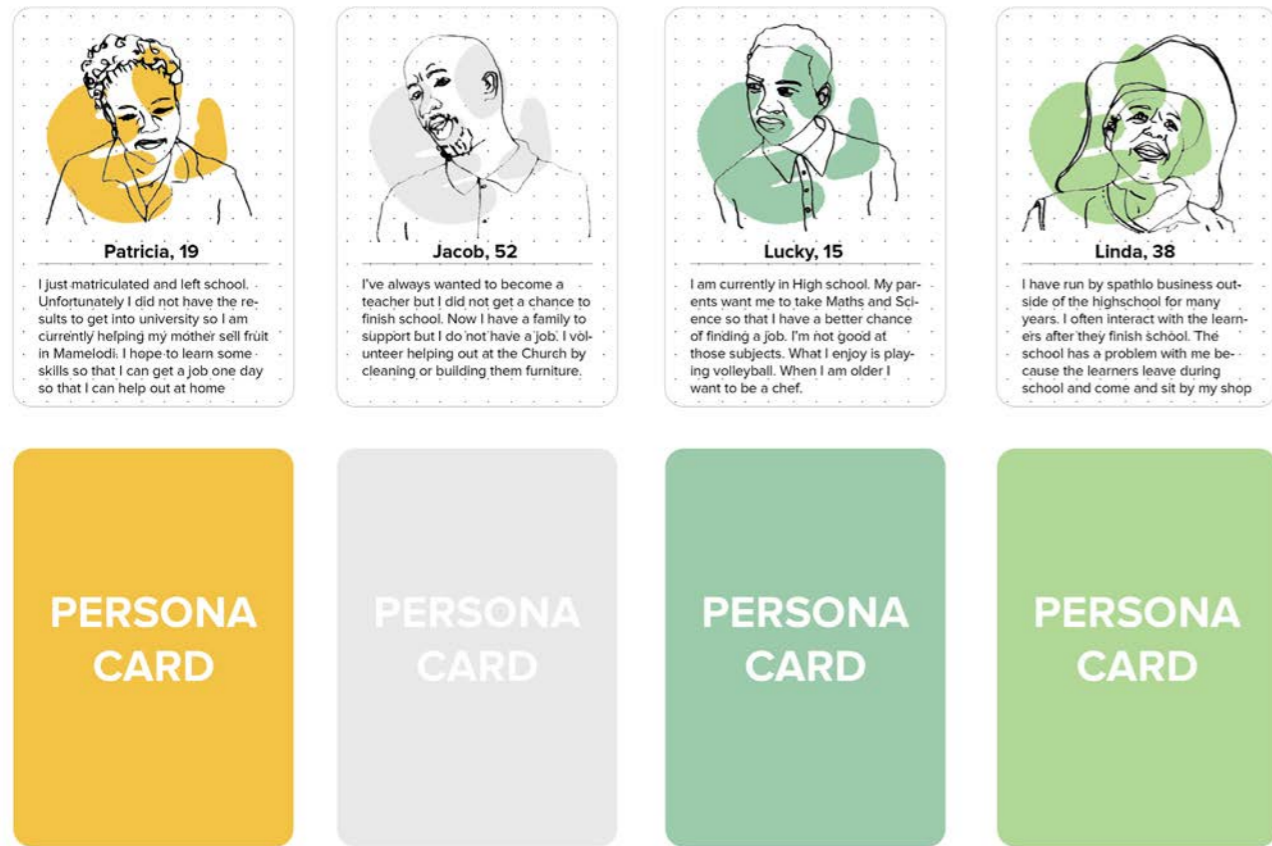 Patricia, 19
I just matriculated and left school.
Unfortunately I did not have the re-
sults to get into university so I am
currently helping my mother sell fruit
in Mamelodi. I hope to learn some
skills so that I can get a job one day
so that I can help out at home
Jacob, 52
I've always wanted to become a
teacher but I did not get a chance to
finish school. Now I have a family to
support but I do not have a job. I vol-
unteer helping out at the Church by
cleaning or building them furniture.
Lucky, 15
I am currently in High school. My par-
ents want me to take Maths and Sci-
ence so that I have a better chance
of finding a job. I'm not good at
those subjects. What I enjoy is play-
ing volleyball. When I am older I
want to be a chef.
Linda, 38
I have run by spathlo business out-
side of the highschool for many
years. I often interact with the learn-
ers after they finish school. The
school has a problem with me be-
cause the learners leave during
school and come and sit by my shop
PERSONA
CARD
PERSONA
CARD
PERSONA
CARD
PERSONA
CARD